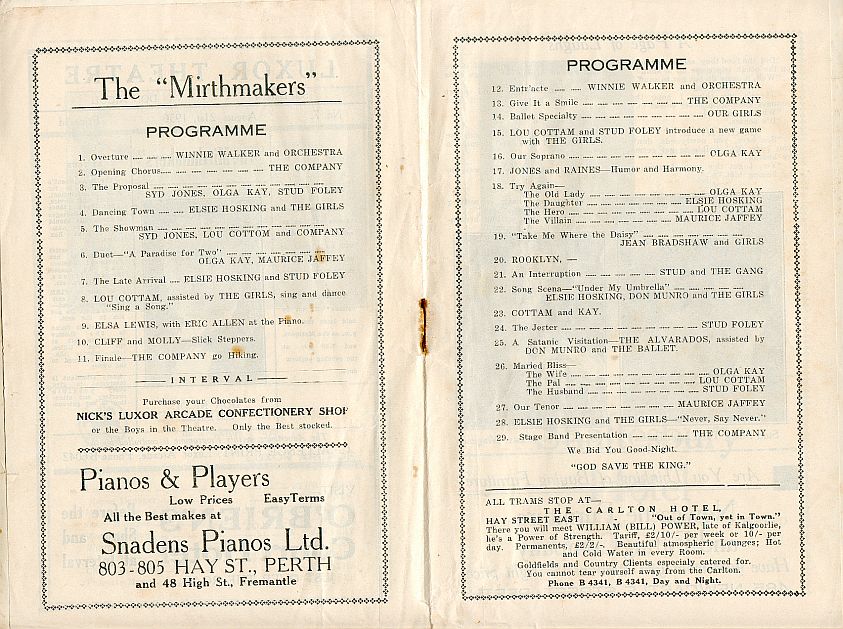 The "Mirthmakers"
PROGRAMME
1. Overture ... ... ... WINNIE WALKER and ORCHESTRA
2. Opening Chorus... ... ... ... ... ... THE COMPANY
3. The Proposal ... ... ... ... ... ... ... ... ... ...
SYD JONES, OLGA KAY, STUD FOLEY
4. Dancing Town ... ... ELSIE HOSKING and THE GIRLS
5. The Showman ... ... ... ... ... ... ... ... ... ...
SYD JONES, LOU COTTOM and COMPANY
6. Duet—"A Paradise for Two" ... ... ... ... ... ...
OLGA KAY, MAURICE JAFFEY
7. The Late Arrival ... ... ELSIE HOSKING and STUD FOLEY
8. LOU COTTAM, assisted by THE GIRLS, sing and dance
"Sing a Song."
9. ELSA LEWIS, with ERIC ALLEN at the Piano.
10. CLIFF and MOLLY—Slick Steppers.
11. Finale—THE COMPANY go Hiking.
INTERVAL
Purchase your Chocolates from
NICK'S LUXOR ARCADE CONFECTIONERY SHOP
or the Boys in the Theatre. Only the Best stocked.
Pianos & Players
Low Prices EasyTerms
All the Best makes at
Snadens Pianos Ltd.
803-805 HAY ST., PERTH
and 48 High St., Fremantle
PROGRAMME
12. Entr'acte ... ... WINNIE WALKER and ORCHESTRA
13. Give It a Smile ... ... ... ... ... ... THE COMPANY
14. Ballet Specialty ... ... ... ... ... ... ... OUR GIRLS
15. LOU COTTAM and STUD FOLEY introduce a new game
with THE GIRLS.
16. Our Soprano ... ... ... ... ... ... ... ... OLGA KAY
17. JONES and RAINES—Humor and Harmony.
18. Try Again—
The Old Lady ... ... ... ... ... ... ... OLGA KAY
The Daughter ... ... ... ... ... ... ELSIE HOSKING
The Hero ... ... ... ... ... ... ... LOU COTTAM
The Villain ... ... ... ... ... ... MAURICE JAFFEY
19. "Take Me Where the Daisy" ... ... ... ... ... ...
JEAN BRADSHAW and GIRLS
20. ROOKLYN, —
21. An Interruption ... ... ... ... STUD and THE GANG
22. Song Scena—"Under My Umbrella" ... ... ... ...
ELSIE HOSKING, DON MUNRO and THE GIRLS
23. COTTAM and KAY.
24. The Jester ... ... ... ... ... ... ... STUD FOLEY
25. A Satanic Visitation—THE ALVARADOS, assisted by
DON MUNRO and THE BALLET.
26. Maried Bliss—
The Wife ... ... ... ... ... ... ... ... OLGA KAY
The Pal ... ... ... ... ... ... ... LOU COTTAM
The Husband ... ... ... ... ... ... STUD FOLEY
27. Our Tenor ... ... ... ... ... ... MAURICE JAFFEY
28. ELSIE HOSKING and THE GIRLS—"Never, Say Never."
29. Stage Band Presentation ... ... ... THE COMPANY
We Bid You Good-Night.
"GOD SAVE THE KING."
ALL TRAMS STOP AT—
THE CARLTON HOTEL,
HAY STREET EAST "Out of Town, yet in Town."
There you will meet WILLIAM (BILL) POWER, late of Kalgoorlie,
he's a Power of Strength. Tariff, £2/10/- per week or 10/- per
day. Permanents, £2/2/-. Beautiful atmospheric Lounges; Hot
and Cold Water in every Room.
Goldfields and Country Clients especialy catered for.
You cannot tear yourself away from the Carlton.
Phone B 4341, B 4341, Day and Night.